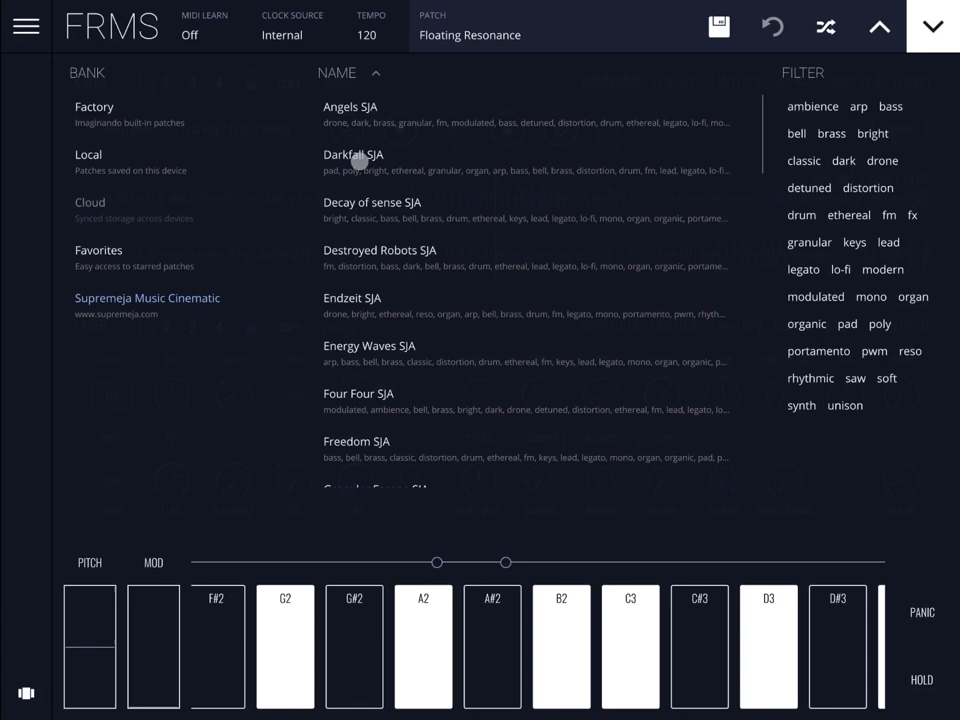 FRMS
MIDI LEARN
Off
CLOCK SOURCE
Internal
TEMPO
120
PATCH
Floating Resonance
BANK
Factory
Imaginando built-in patches
Local
Patches saved on this device
Cloud
Synced storage across devices
Favorites
Easy access to starred patches
Supremeja Music Cinematic
www.supremeja.com
NAME
Angels SJA
drone, dark, brass, granular, fm, modulated, bass, detuned, distortion, drum, ethereal, legato, lo-fi, mo...
Darkfall SJA
pad, poly, bright, ethereal, granular, organ, arp, bass, bell, brass, distortion, drum, fm, lead, legato, lo-fi...
Decay of sense SJA
bright, classic, bass, bell, brass, drum, ethereal, keys, lead, legato, lo-fi, mono, organ, organic, portame...
Destroyed Robots SJA
fm, distortion, bass, dark, bell, brass, drum, ethereal, lead, legato, lo-fi, mono, organ, organic, portame...
Endzeit SJA
drone, bright, ethereal, reso, organ, arp, bell, brass, drum, fm, legato, mono, portamento, pwm, rhyth...
Energy Waves SJA
arp, bass, bell, brass, classic, distortion, drum, ethereal, fm, keys, lead, legato, mono, organ, organic, p...
Four Four SJA
modulated, ambience, bell, brass, bright, dark, drone, detuned, distortion, ethereal, fm, lead, legato, lo...
Freedom SJA
bass, bell, brass, classic, distortion, drum, ethereal, fm, keys, lead, legato, mono, organ, organic, pad, p...
FILTER
ambience arp bass
bell brass bright
classic dark drone
detuned distortion
drum ethereal fm fx
granular keys lead
legato lo-fi modern
modulated mono organ
organic pad poly
portamento pwm reso
rhythmic saw soft
synth unison
PITCH
MOD
F#2
G2
G#2
A2
A#2
B2
C3
C#3
D3
D#3
PANIC
HOLD